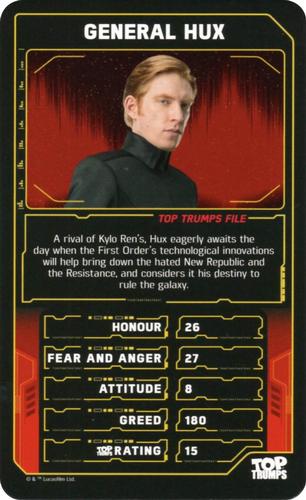 GENERAL HUX
TOP TRUMPS FILE
A rival of Kylo Ren's, Hux eagerly awaits the
day when the First Order's technological innovations
will help bring down the hated New Republic and
the Resistance, and considers it his destiny to
rule the galaxy.
HONOUR 26
FEAR AND ANGER 27
ATTITUDE 8
GREED 180
TOP TRUMPS RATING 15
© & ™ Lucasfilm Ltd.
TOP
TRUMPS